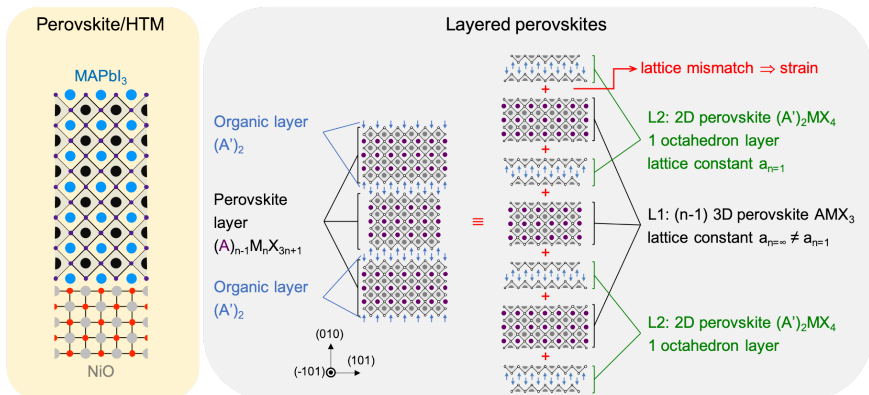 Perovskite/HTM
MAPbI3
NiO
Layered perovskites
Organic layer
(A')2
Perovskite
layer
(A)n-1MnX3n+1
Organic layer
(A')2
(010)
(101)
(-101)
≡
+
+
+
+
+
+
lattice mismatch ⇒ strain
L2: 2D perovskite (A')2MX4
1 octahedron layer
lattice constant an=1
L1: (n-1) 3D perovskite AMX3
lattice constant an=∞ ≠ an=1
L2: 2D perovskite (A')2MX4
1 octahedron layer